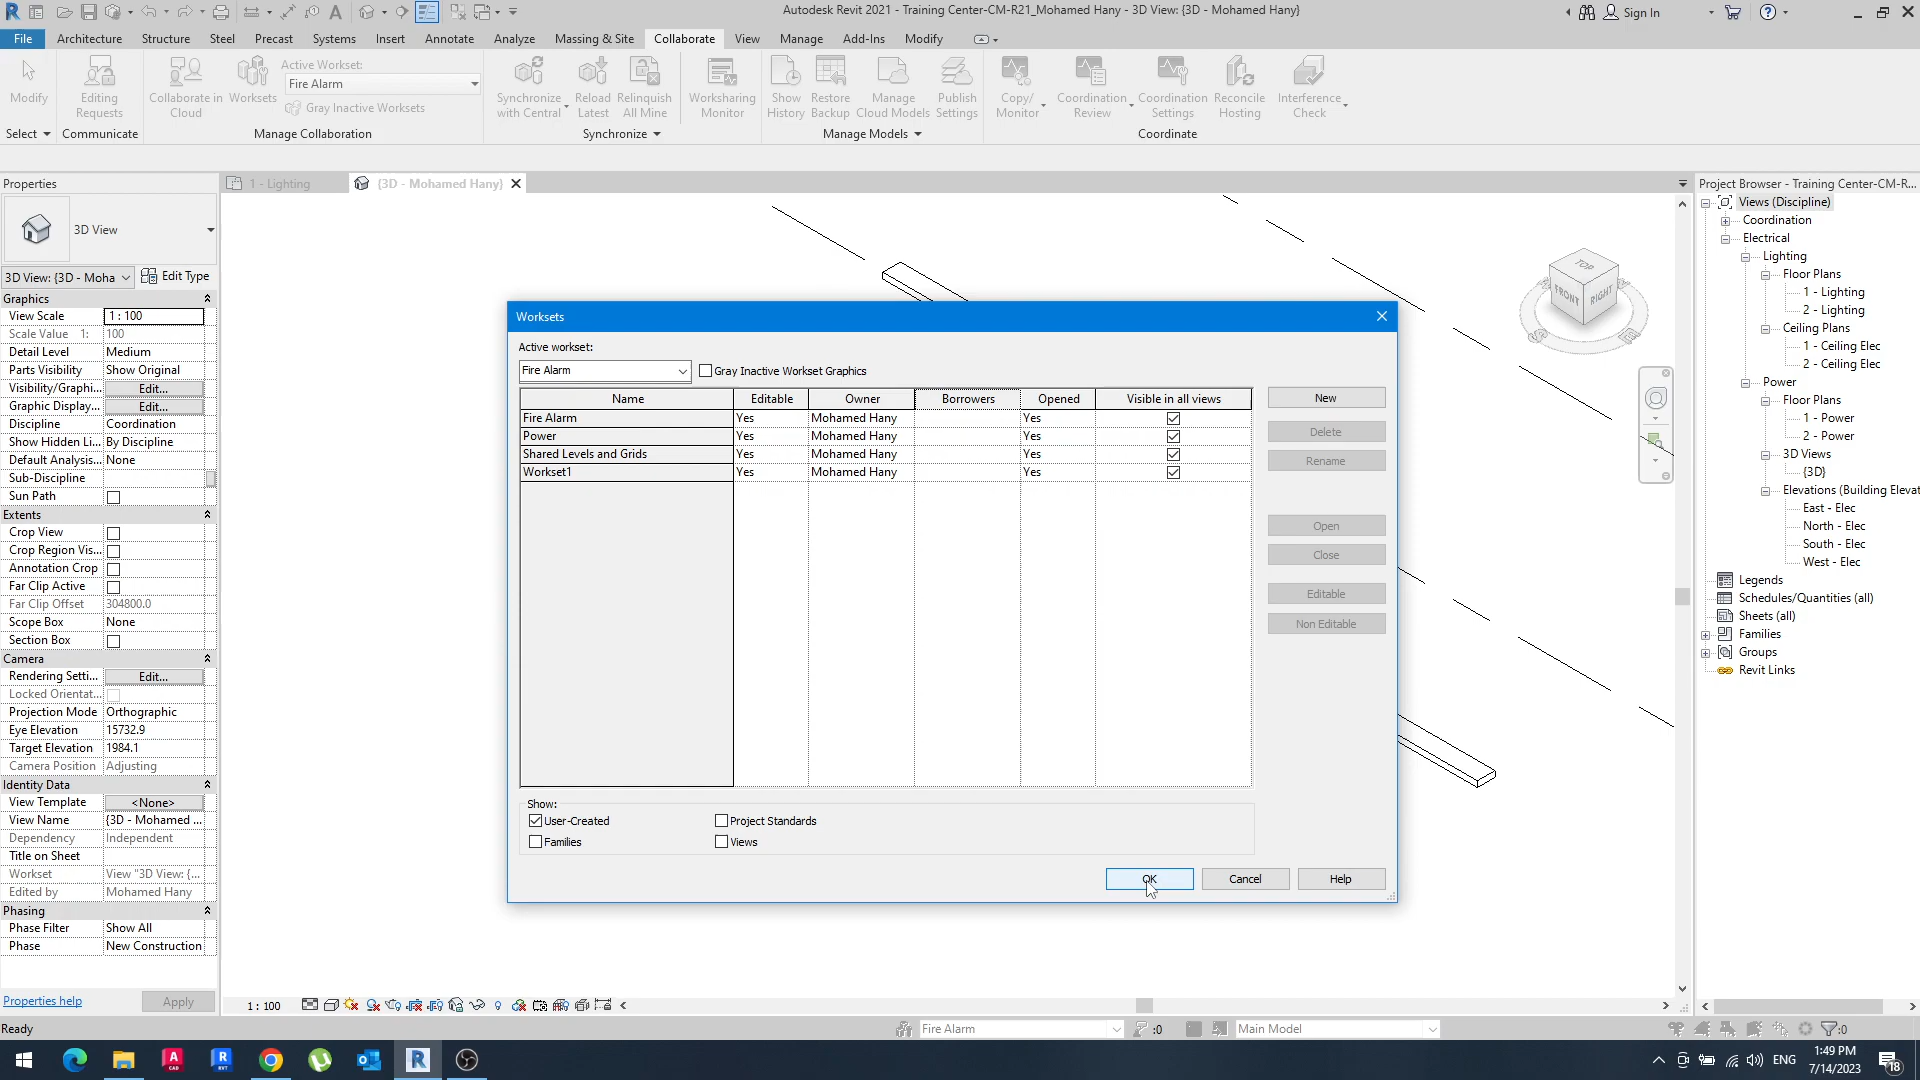 Autodesk Revit 2021 - Training Center-CM-R21_Mohamed Hany - 3D View: {3D - Mohamed Hany}
Sign In
File Architecture Structure Steel Precast Systems Insert Annotate Analyze Massing & Site Collaborate View Manage Add-Ins Modify
Modify
Select
Editing Requests
Communicate
Collaborate in Cloud
Worksets
Active Workset:
Fire Alarm
Gray Inactive Worksets
Manage Collaboration
Synchronize with Central
Reload Latest
Relinquish All Mine
Synchronize
Worksharing Monitor
Show History
Restore Backup
Manage Cloud Models
Publish Settings
Manage Models
Copy/ Monitor
Coordination Review
Coordination Settings
Reconcile Hosting
Interference Check
Coordinate
Properties
1 - Lighting
{3D - Mohamed Hany}
3D View
3D View: {3D - Moha
Edit Type
Graphics
View Scale 1 : 100
Scale Value 1: 100
Detail Level Medium
Parts Visibility Show Original
Visibility/Graphi... Edit...
Graphic Display... Edit...
Discipline Coordination
Show Hidden Li... By Discipline
Default Analysis... None
Sub-Discipline
Sun Path
Extents
Crop View
Crop Region Vis...
Annotation Crop
Far Clip Active
Far Clip Offset 304800.0
Scope Box None
Section Box
Camera
Rendering Setti... Edit...
Locked Orientat...
Projection Mode Orthographic
Eye Elevation 15732.9
Target Elevation 1984.1
Camera Position Adjusting
Identity Data
View Template <None>
View Name {3D - Mohamed ...
Dependency Independent
Title on Sheet
Workset View "3D View: {...
Edited by Mohamed Hany
Phasing
Phase Filter Show All
Phase New Construction
Properties help
Apply
Worksets
Active workset:
Fire Alarm
Gray Inactive Workset Graphics
Name Editable Owner Borrowers Opened Visible in all views
Fire Alarm Yes Mohamed Hany Yes
Power Yes Mohamed Hany Yes
Shared Levels and Grids Yes Mohamed Hany Yes
Workset1 Yes Mohamed Hany Yes
New
Delete
Rename
Open
Close
Editable
Non Editable
Show:
User-Created Project Standards
Families Views
OK Cancel Help
TOP
FRONT RIGHT
Project Browser - Training Center-CM-R...
Views (Discipline)
Coordination
Electrical
Lighting
Floor Plans
1 - Lighting
2 - Lighting
Ceiling Plans
1 - Ceiling Elec
2 - Ceiling Elec
Power
Floor Plans
1 - Power
2 - Power
3D Views
{3D}
Elevations (Building Elevat
East - Elec
North - Elec
South - Elec
West - Elec
Legends
Schedules/Quantities (all)
Sheets (all)
Families
Groups
Revit Links
1 : 100
Ready
Fire Alarm
:0
Main Model
:0
ENG
1:49 PM
7/14/2023
18